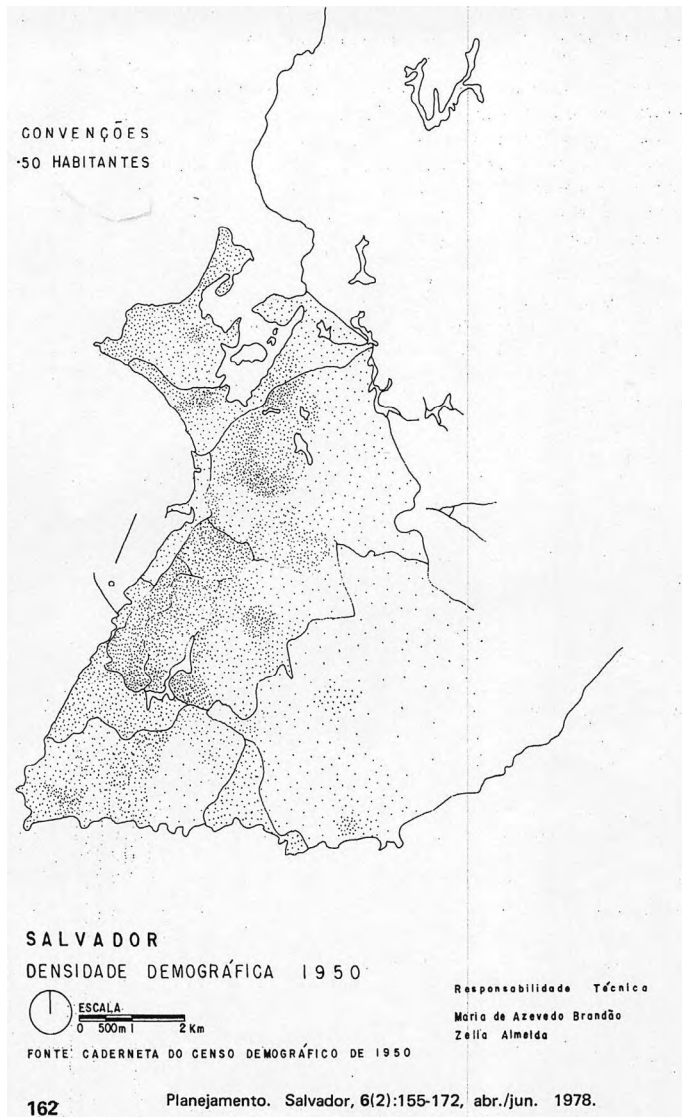 CONVENÇÕES
·50 HABITANTES
SALVADOR
DENSIDADE DEMOGRÁFICA 1950
ESCALA
0 500m 1 2 Km
FONTE: CADERNETA DO CENSO DEMOGRÁFICO DE 1950
Responsabilidade Técnica
Maria de Azevedo Brandão
Zelia Almeida
162
Planejamento. Salvador, 6(2):155-172, abr./jun. 1978.